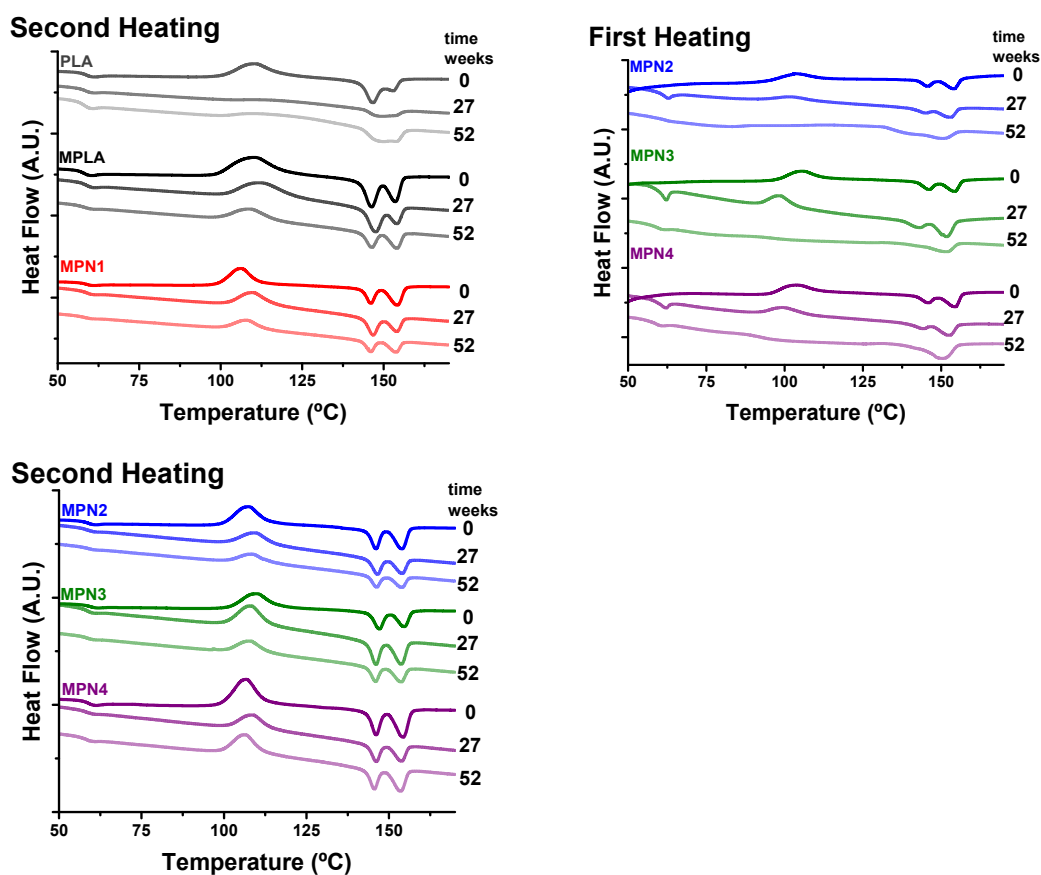 Second Heating
time
weeks
PLA
0
27
52
MPLA
0
27
52
MPN1
0
27
52
Heat Flow (A.U.)
50 75 100 125 150
Temperature (ºC)
First Heating
time
weeks
MPN2
0
27
52
MPN3
0
27
52
MPN4
0
27
52
Heat Flow (A.U.)
50 75 100 125 150
Temperature (ºC)
Second Heating
time
weeks
MPN2
0
27
52
MPN3
0
27
52
MPN4
0
27
52
Heat Flow (A.U.)
50 75 100 125 150
Temperature (ºC)